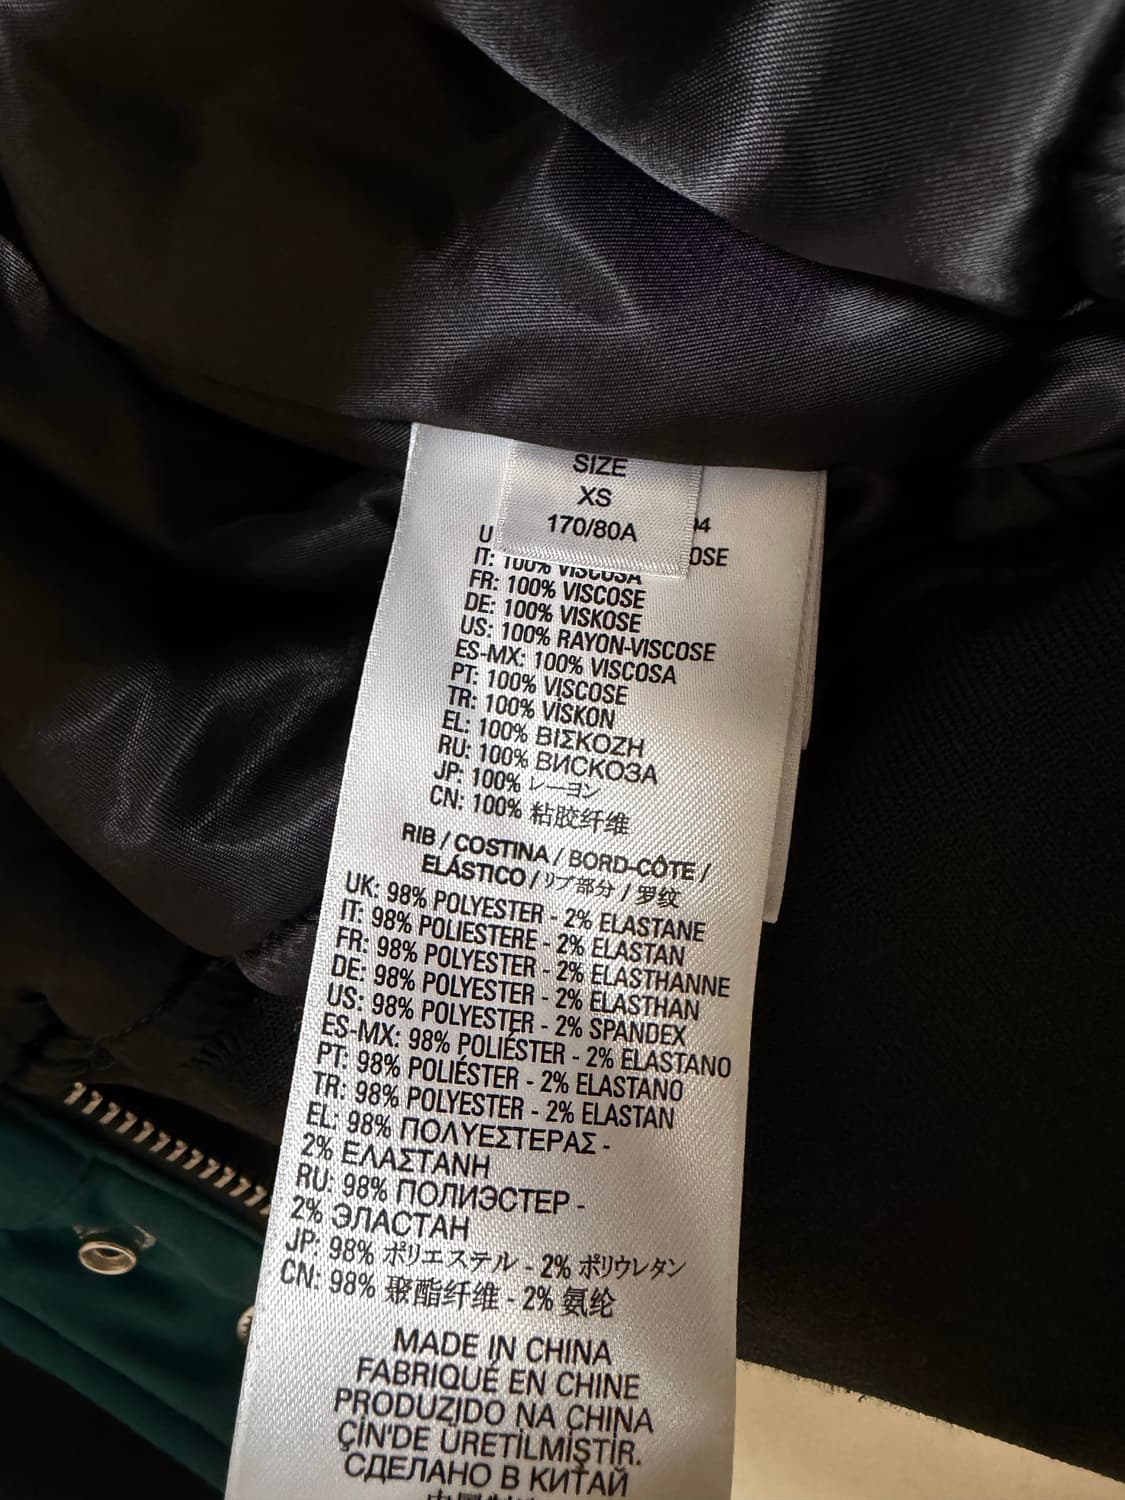 SIZE
XS
170/80A
04
U
OSE
IT: 100% VISCOSA
FR: 100% VISCOSE
DE: 100% VISKOSE
US: 100% RAYON-VISCOSE
ES-MX: 100% VISCOSA
PT: 100% VISCOSE
TR: 100% VİSKON
EL: 100% ΒΙΣΚΟΖΗ
RU: 100% ВИСКОЗА
JP: 100% レーヨン
CN: 100% 粘胶纤维
RIB / COSTINA / BORD-CÔTE /
ELÁSTICO / リブ部分 / 罗纹
UK: 98% POLYESTER - 2% ELASTANE
IT: 98% POLIESTERE - 2% ELASTAN
FR: 98% POLYESTER - 2% ELASTHANNE
DE: 98% POLYESTER - 2% ELASTHAN
US: 98% POLYESTER - 2% SPANDEX
ES-MX: 98% POLIÉSTER - 2% ELASTANO
PT: 98% POLIÉSTER - 2% ELASTANO
TR: 98% POLYESTER - 2% ELASTAN
EL: 98% ΠΟΛΥΕΣΤΕΡΑΣ -
2% ΕΛΑΣΤΑΝΗ
RU: 98% ПОЛИЭСТЕР -
2% ЭЛАСТАН
JP: 98% ポリエステル - 2% ポリウレタン
CN: 98% 聚酯纤维 - 2% 氨纶
MADE IN CHINA
FABRIQUÉ EN CHINE
PRODUZIDO NA CHINA
ÇİN'DE ÜRETİLMİŞTİR.
СДЕЛАНО В КИТАЙ